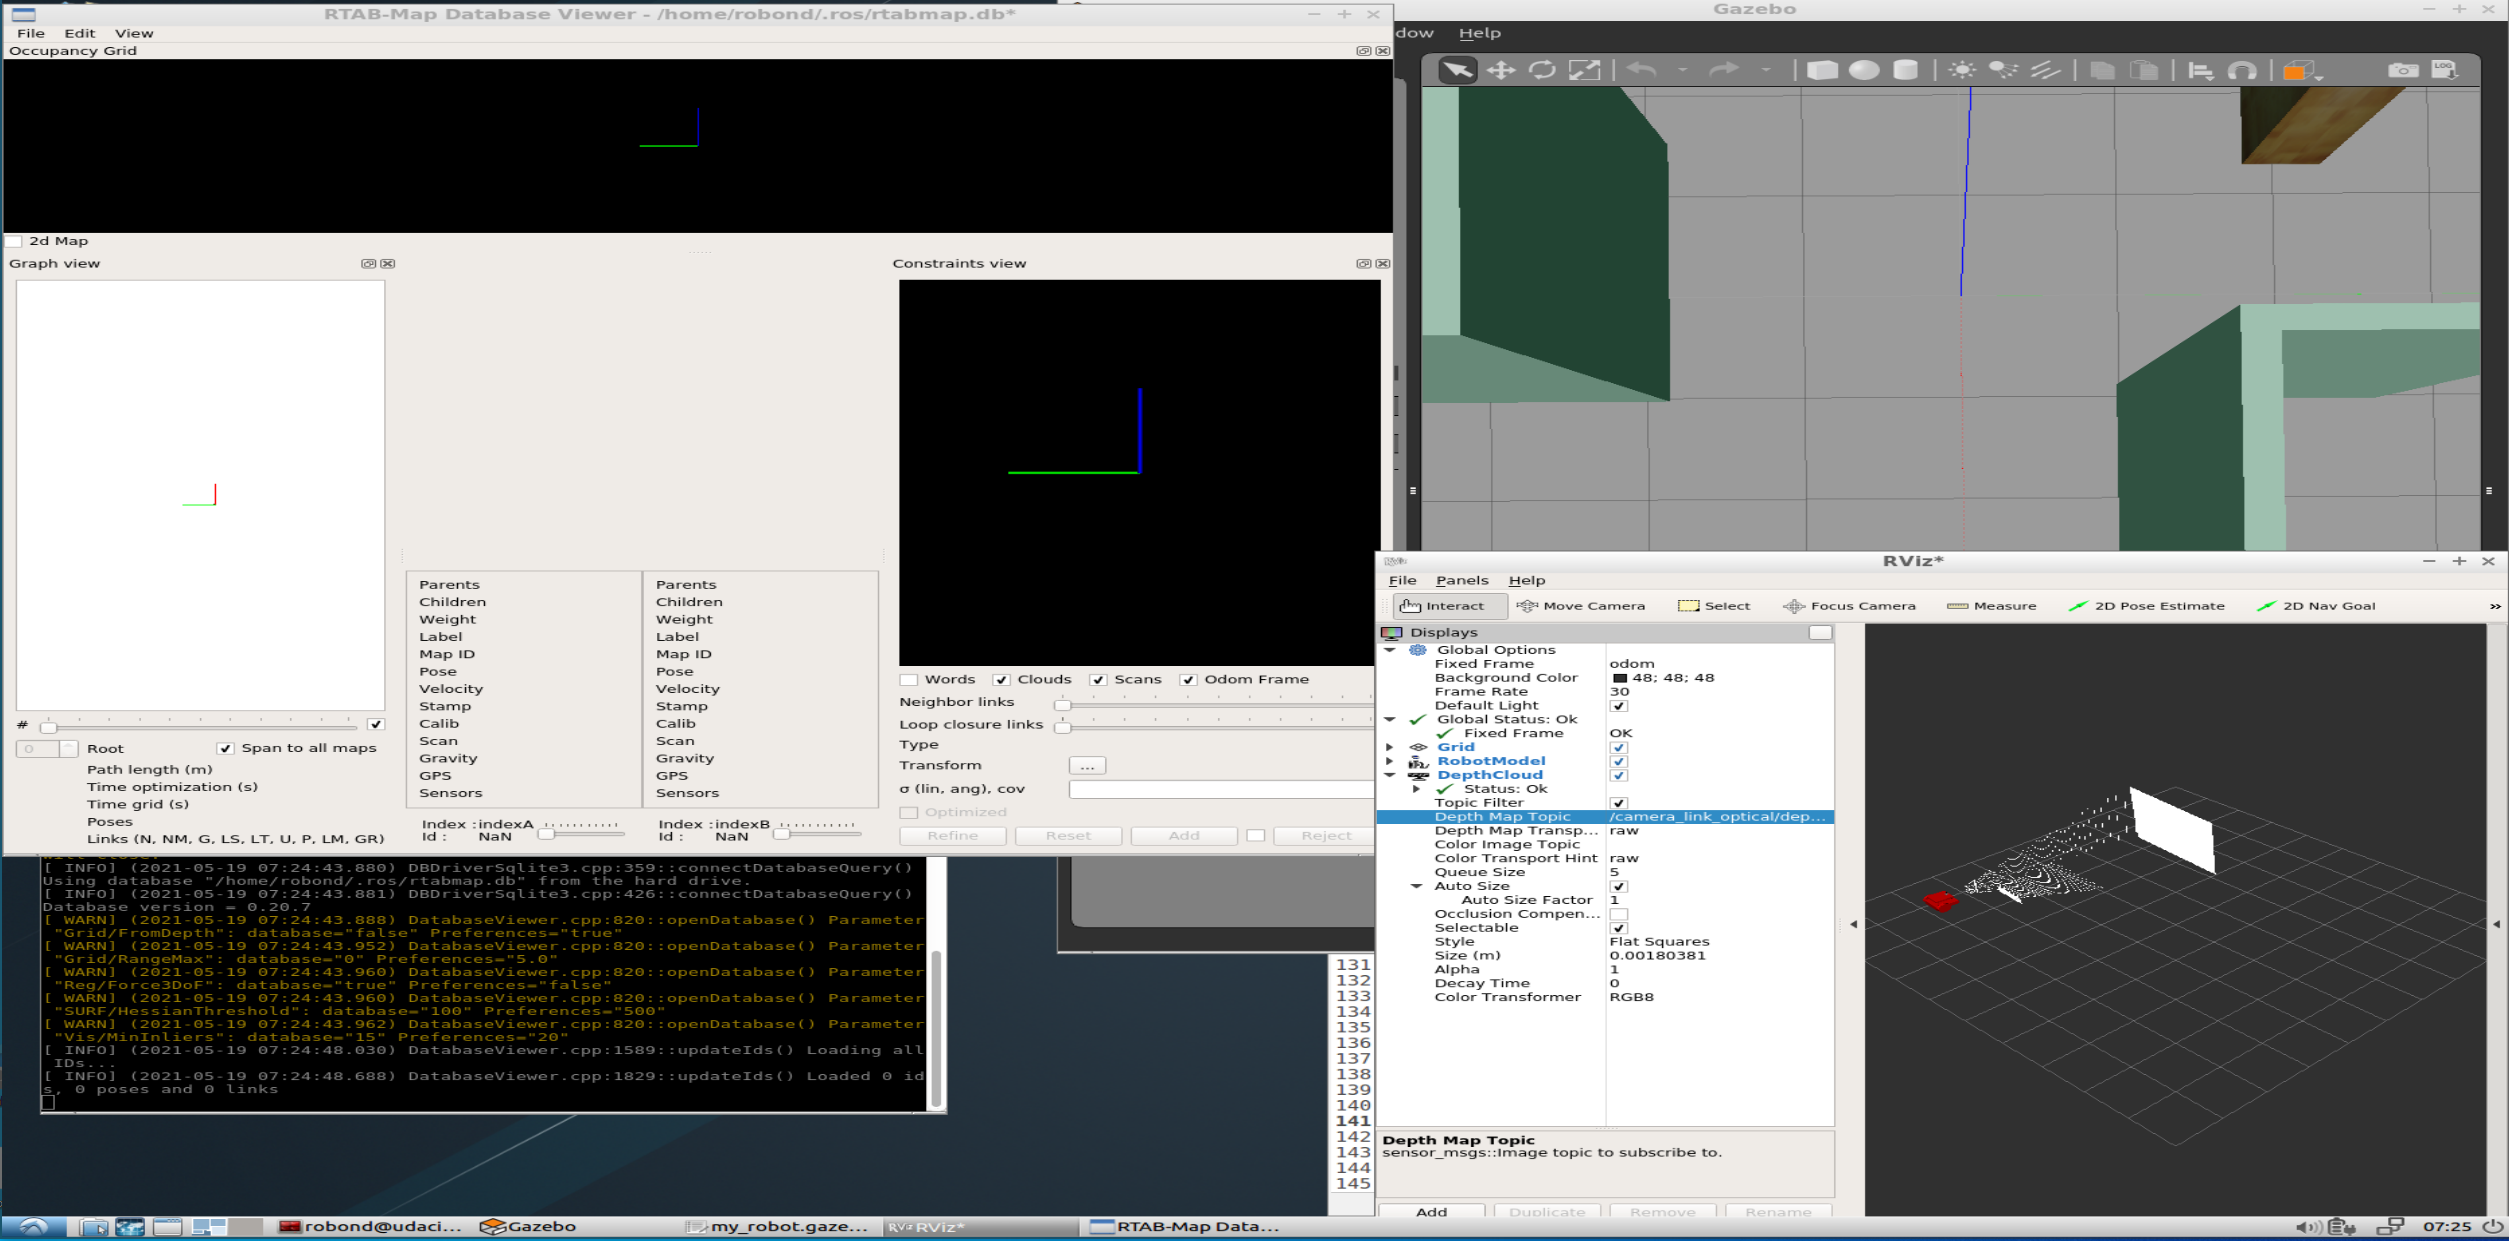 RTAB-Map Database Viewer - /home/robond/.ros/rtabmap.db*
File Edit View
Occupancy Grid
2d Map
Graph view
Constraints view
#
0 Root Span to all maps
Path length (m)
Time optimization (s)
Time grid (s)
Poses
Links (N, NM, G, LS, LT, U, P, LM, GR)
Parents
Children
Weight
Label
Map ID
Pose
Velocity
Stamp
Calib
Scan
Gravity
GPS
Sensors
Index :indexA
Id : NaN
Parents
Children
Weight
Label
Map ID
Pose
Velocity
Stamp
Calib
Scan
Gravity
GPS
Sensors
Index :indexB
Id : NaN
Words Clouds Scans Odom Frame
Neighbor links
Loop closure links
Type
Transform ...
σ (lin, ang), cov
Optimized
Refine Reset Add Reject
[ INFO] (2021-05-19 07:24:43.880) DBDriverSqlite3.cpp:359::connectDatabaseQuery()
Using database "/home/robond/.ros/rtabmap.db" from the hard drive.
[ INFO] (2021-05-19 07:24:43.881) DBDriverSqlite3.cpp:426::connectDatabaseQuery()
Database version = 0.20.7
[ WARN] (2021-05-19 07:24:43.888) DatabaseViewer.cpp:820::openDatabase() Parameter
"Grid/FromDepth": database="false" Preferences="true"
[ WARN] (2021-05-19 07:24:43.952) DatabaseViewer.cpp:820::openDatabase() Parameter
"Grid/RangeMax": database="0" Preferences="5.0"
[ WARN] (2021-05-19 07:24:43.960) DatabaseViewer.cpp:820::openDatabase() Parameter
"Reg/Force3DoF": database="true" Preferences="false"
[ WARN] (2021-05-19 07:24:43.960) DatabaseViewer.cpp:820::openDatabase() Parameter
"SURF/HessianThreshold": database="100" Preferences="500"
[ WARN] (2021-05-19 07:24:43.962) DatabaseViewer.cpp:820::openDatabase() Parameter
"Vis/MinInliers": database="15" Preferences="20"
[ INFO] (2021-05-19 07:24:48.030) DatabaseViewer.cpp:1589::updateIds() Loading all
IDs...
[ INFO] (2021-05-19 07:24:48.688) DatabaseViewer.cpp:1829::updateIds() Loaded 0 id
s, 0 poses and 0 links
131
132
133
134
135
136
137
138
139
140
141
142
143
144
145
Gazebo
dow Help
LOG
RViz*
File Panels Help
Interact Move Camera Select Focus Camera Measure 2D Pose Estimate 2D Nav Goal »
Displays
Global Options
Fixed Frame odom
Background Color 48; 48; 48
Frame Rate 30
Default Light
Global Status: Ok
Fixed Frame OK
Grid
RobotModel
DepthCloud
Status: Ok
Topic Filter
Depth Map Topic /camera_link_optical/dep...
Depth Map Transp... raw
Color Image Topic
Color Transport Hint raw
Queue Size 5
Auto Size
Auto Size Factor 1
Occlusion Compen...
Selectable
Style Flat Squares
Size (m) 0.00180381
Alpha 1
Decay Time 0
Color Transformer RGB8
Depth Map Topic
sensor_msgs::Image topic to subscribe to.
Add Duplicate Remove Rename
robond@udaci... Gazebo my_robot.gaze... RViz RViz* RTAB-Map Data... 07:25